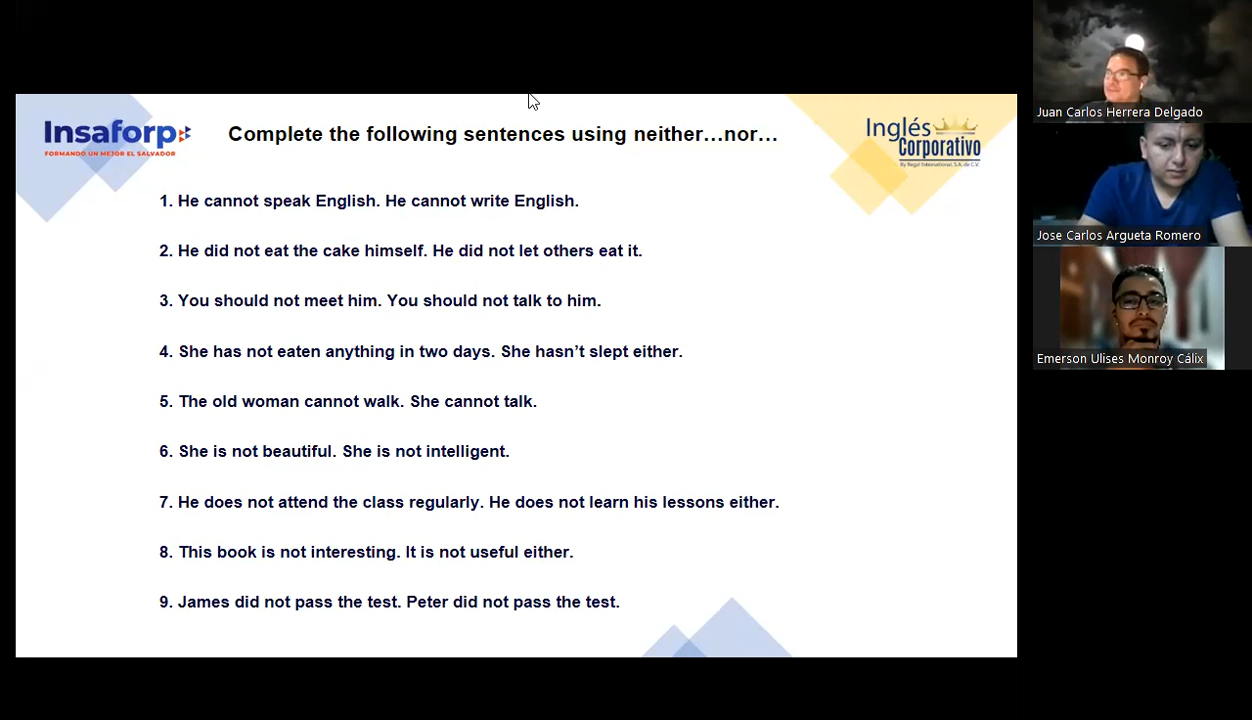 Insaforp
FORMANDO UN MEJOR EL SALVADOR
Complete the following sentences using neither…nor…
Inglés
Corporativo
By Regal International, S.A. de C.V.
1. He cannot speak English. He cannot write English.
2. He did not eat the cake himself. He did not let others eat it.
3. You should not meet him. You should not talk to him.
4. She has not eaten anything in two days. She hasn’t slept either.
5. The old woman cannot walk. She cannot talk.
6. She is not beautiful. She is not intelligent.
7. He does not attend the class regularly. He does not learn his lessons either.
8. This book is not interesting. It is not useful either.
9. James did not pass the test. Peter did not pass the test.
Juan Carlos Herrera Delgado
Jose Carlos Argueta Romero
Emerson Ulises Monroy Cálix